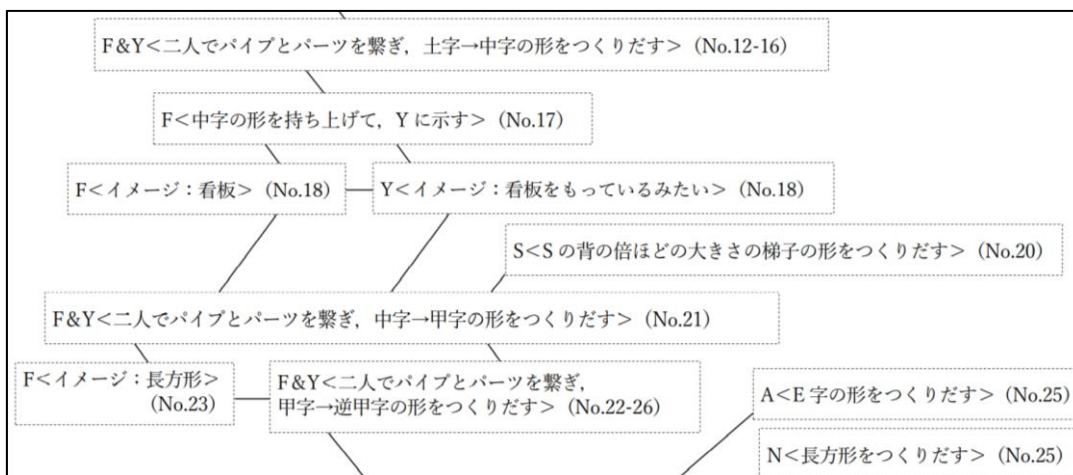 F&Y<二人でパイプとパーツを繋ぎ，土字→中字の形をつくりだす>（No.12-16）
F<中字の形を持ち上げて，Yに示す>（No.17）
F<イメージ：看板>（No.18）
Y<イメージ：看板をもっているみたい>（No.18）
S<Sの背の倍ほどの大きさの梯子の形をつくりだす>（No.20）
F&Y<二人でパイプとパーツを繋ぎ，中字→甲字の形をつくりだす>（No.21）
F<イメージ：長方形>
（No.23）
F&Y<二人でパイプとパーツを繋ぎ，
甲字→逆甲字の形をつくりだす>（No.22-26）
A<E字の形をつくりだす>（No.25）
N<長方形をつくりだす>（No.25）